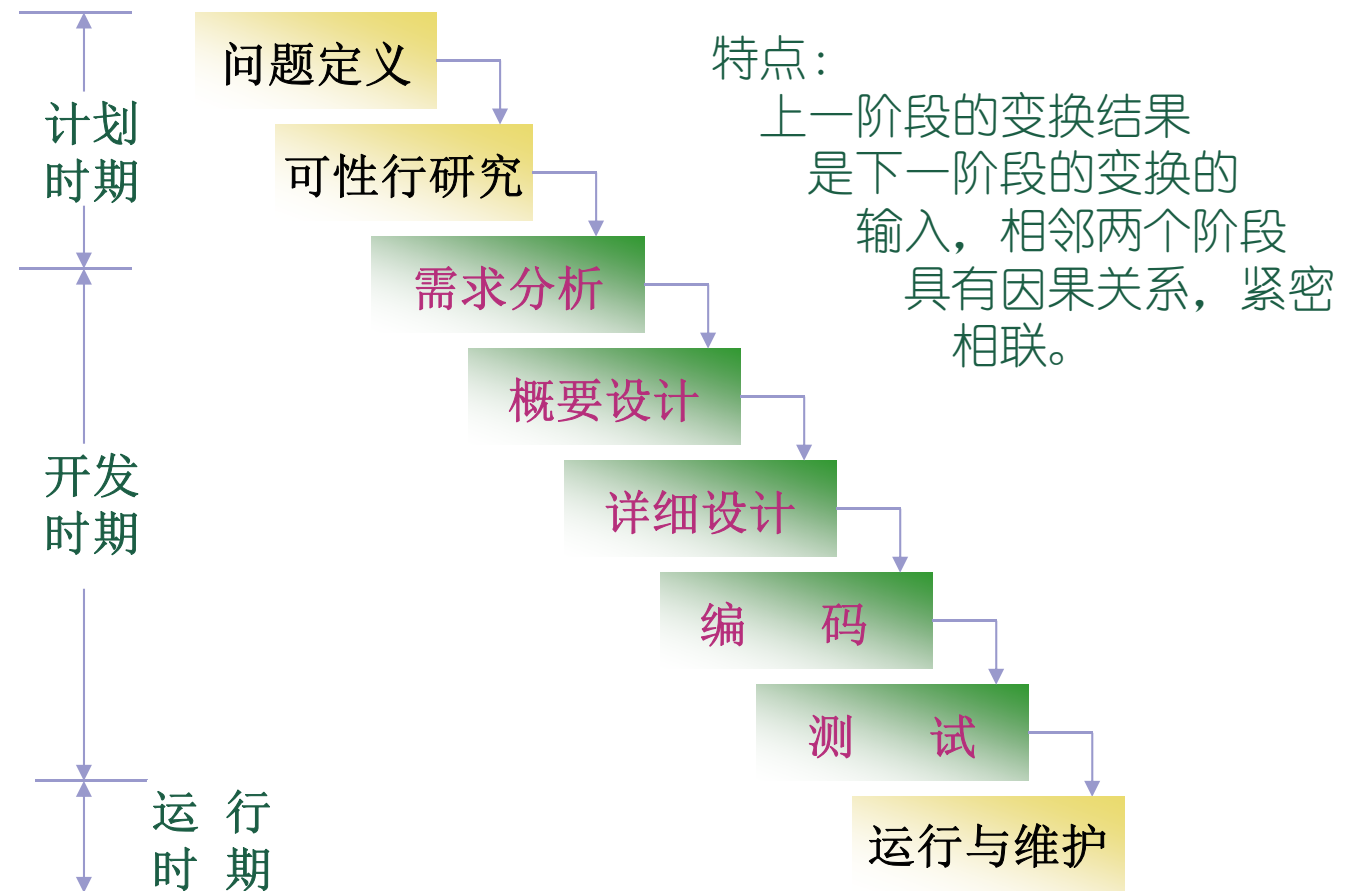 问题定义
特点：
上一阶段的变换结果
是下一阶段的变换的
输入，相邻两个阶段
具有因果关系，紧密
相联。
计划
时期
可性行研究
需求分析
概要设计
开发
时期
详细设计
编 码
测 试
运 行
时 期
运行与维护